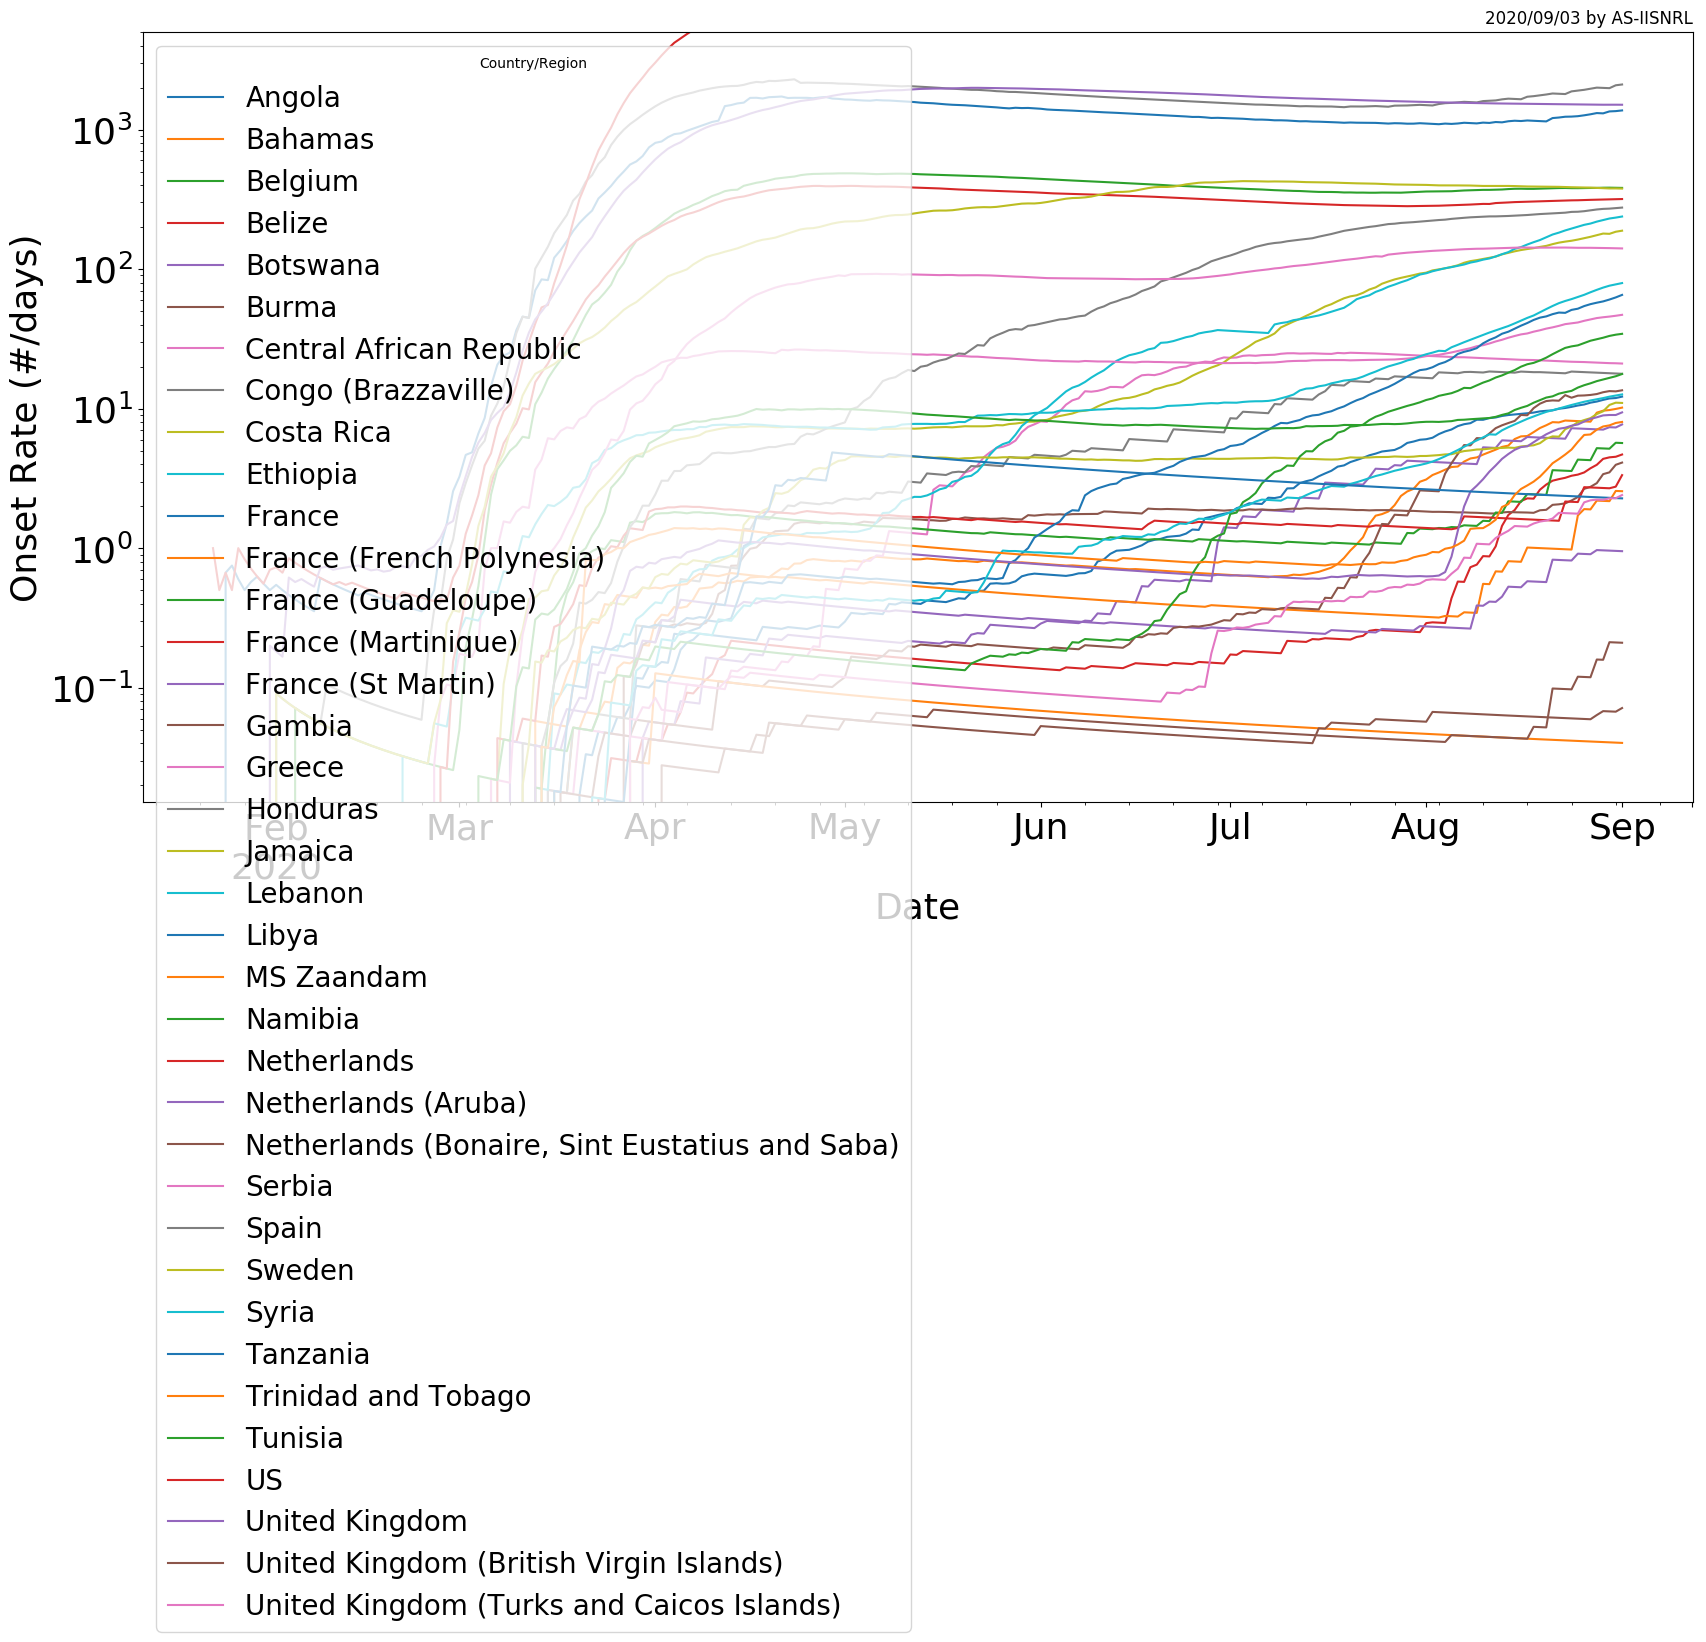 2020/09/03 by AS-IISNRL
Onset Rate (#/days)
10³
10²
10¹
10⁰
10⁻¹
Country/Region
Angola
Bahamas
Belgium
Belize
Botswana
Burma
Central African Republic
Congo (Brazzaville)
Costa Rica
Ethiopia
France
France (French Polynesia)
France (Guadeloupe)
France (Martinique)
France (St Martin)
Gambia
Greece
Honduras
Jamaica
Lebanon
Libya
MS Zaandam
Namibia
Netherlands
Netherlands (Aruba)
Netherlands (Bonaire, Sint Eustatius and Saba)
Serbia
Spain
Sweden
Syria
Tanzania
Trinidad and Tobago
Tunisia
US
United Kingdom
United Kingdom (British Virgin Islands)
United Kingdom (Turks and Caicos Islands)
Feb Mar Apr May Jun Jul Aug Sep
2020
Date